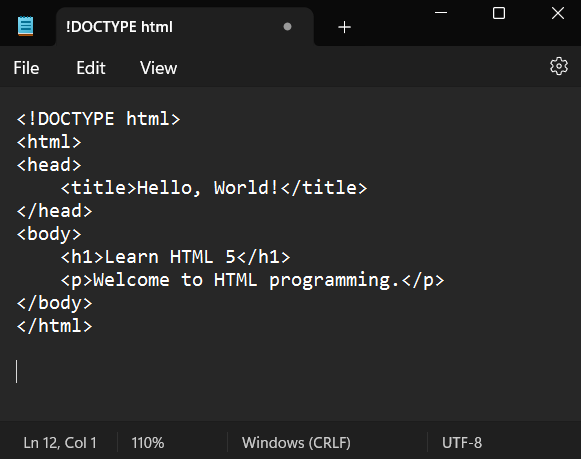 !DOCTYPE html
File Edit View
<!DOCTYPE html>
<html>
<head>
    <title>Hello, World!</title>
</head>
<body>
    <h1>Learn HTML 5</h1>
    <p>Welcome to HTML programming.</p>
</body>
</html>
Ln 12, Col 1 110% Windows (CRLF) UTF-8